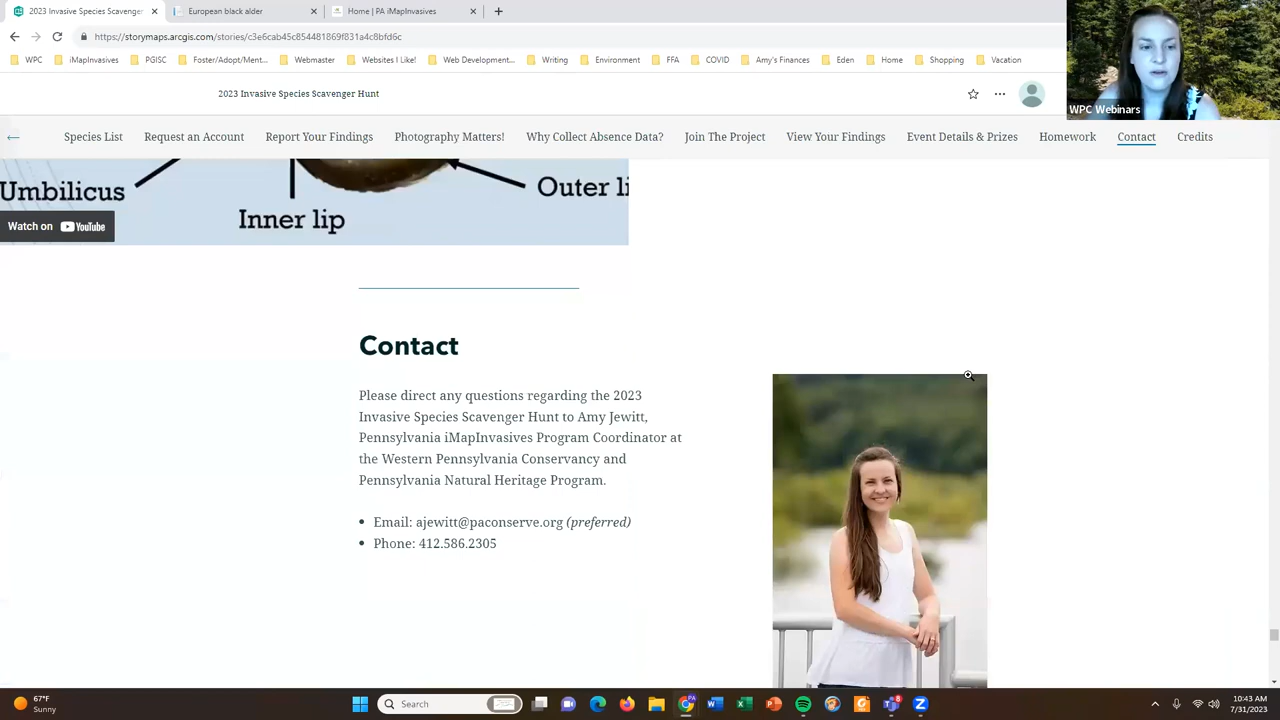 2023 Invasive Species Scavenger
European black alder
Home | PA iMapInvasives
https://storymaps.arcgis.com/stories/c3e6cab45c854481869f831a4c8bfd6c
WPC
iMapInvasives
PGISC
Foster/Adopt/Ment...
Webmaster
Websites I Like!
Web Development...
Writing
Environment
FFA
COVID
Amy's Finances
Eden
Home
Shopping
Vacation
WPC Webinars
2023 Invasive Species Scavenger Hunt
Species List
Request an Account
Report Your Findings
Photography Matters!
Why Collect Absence Data?
Join The Project
View Your Findings
Event Details & Prizes
Homework
Contact
Credits
Umbilicus
Outer li
Inner lip
Watch on YouTube
Contact
Please direct any questions regarding the 2023
Invasive Species Scavenger Hunt to Amy Jewitt,
Pennsylvania iMapInvasives Program Coordinator at
the Western Pennsylvania Conservancy and
Pennsylvania Natural Heritage Program.
Email: ajewitt@paconserve.org (preferred)
Phone: 412.586.2305
67°F
Sunny
Search
PA
8
10:43 AM
7/31/2023